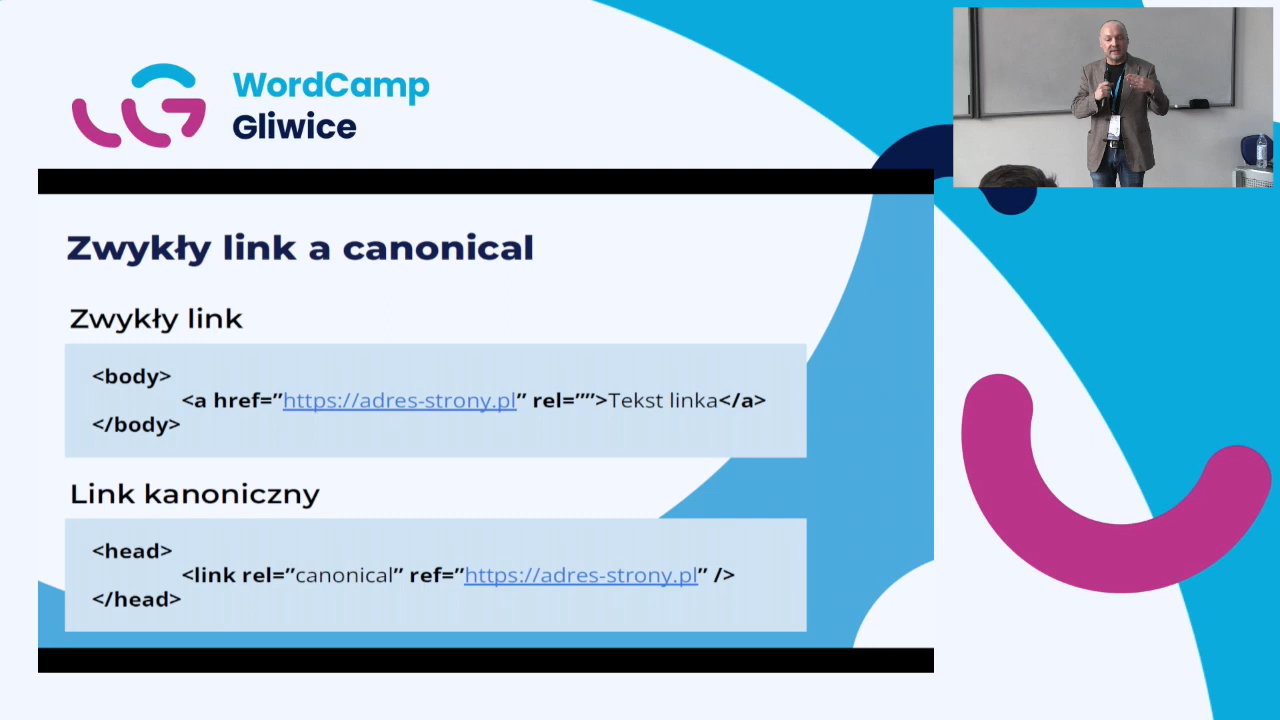 WordCamp
Gliwice
Zwykły link a canonical
Zwykły link
<body>
<a href=”https://adres-strony.pl” rel=””>Tekst linka</a>
</body>
Link kanoniczny
<head>
<link rel=”canonical” ref=”https://adres-strony.pl” />
</head>